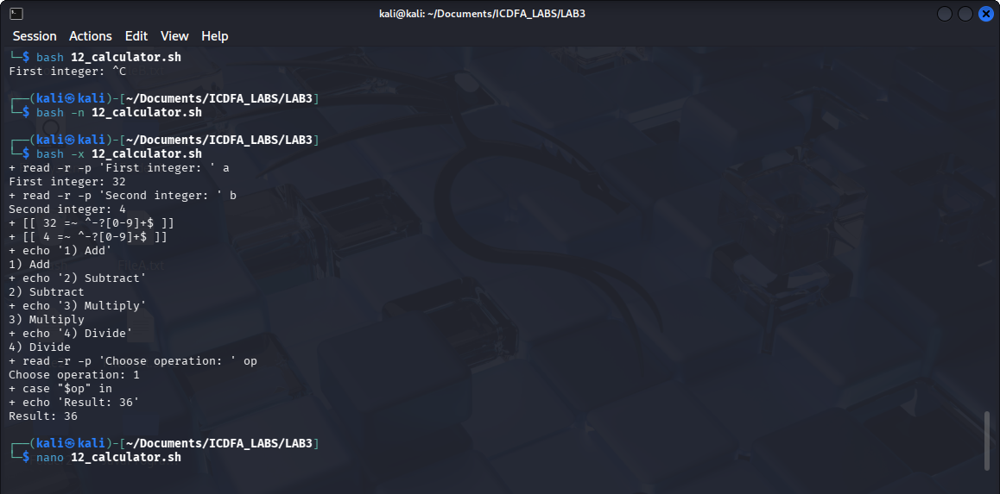 kali@kali: ~/Documents/ICDFA_LABS/LAB3
Session Actions Edit View Help
└─$ bash 12_calculator.sh
First integer: ^C
┌──(kali㉿kali)-[~/Documents/ICDFA_LABS/LAB3]
└─$ bash -n 12_calculator.sh
┌──(kali㉿kali)-[~/Documents/ICDFA_LABS/LAB3]
└─$ bash -x 12_calculator.sh
+ read -r -p 'First integer: ' a
First integer: 32
+ read -r -p 'Second integer: ' b
Second integer: 4
+ [[ 32 =~ ^-?[0-9]+$ ]]
+ [[ 4 =~ ^-?[0-9]+$ ]]
+ echo '1) Add'
1) Add
+ echo '2) Subtract'
2) Subtract
+ echo '3) Multiply'
3) Multiply
+ echo '4) Divide'
4) Divide
+ read -r -p 'Choose operation: ' op
Choose operation: 1
+ case "$op" in
+ echo 'Result: 36'
Result: 36
┌──(kali㉿kali)-[~/Documents/ICDFA_LABS/LAB3]
└─$ nano 12_calculator.sh